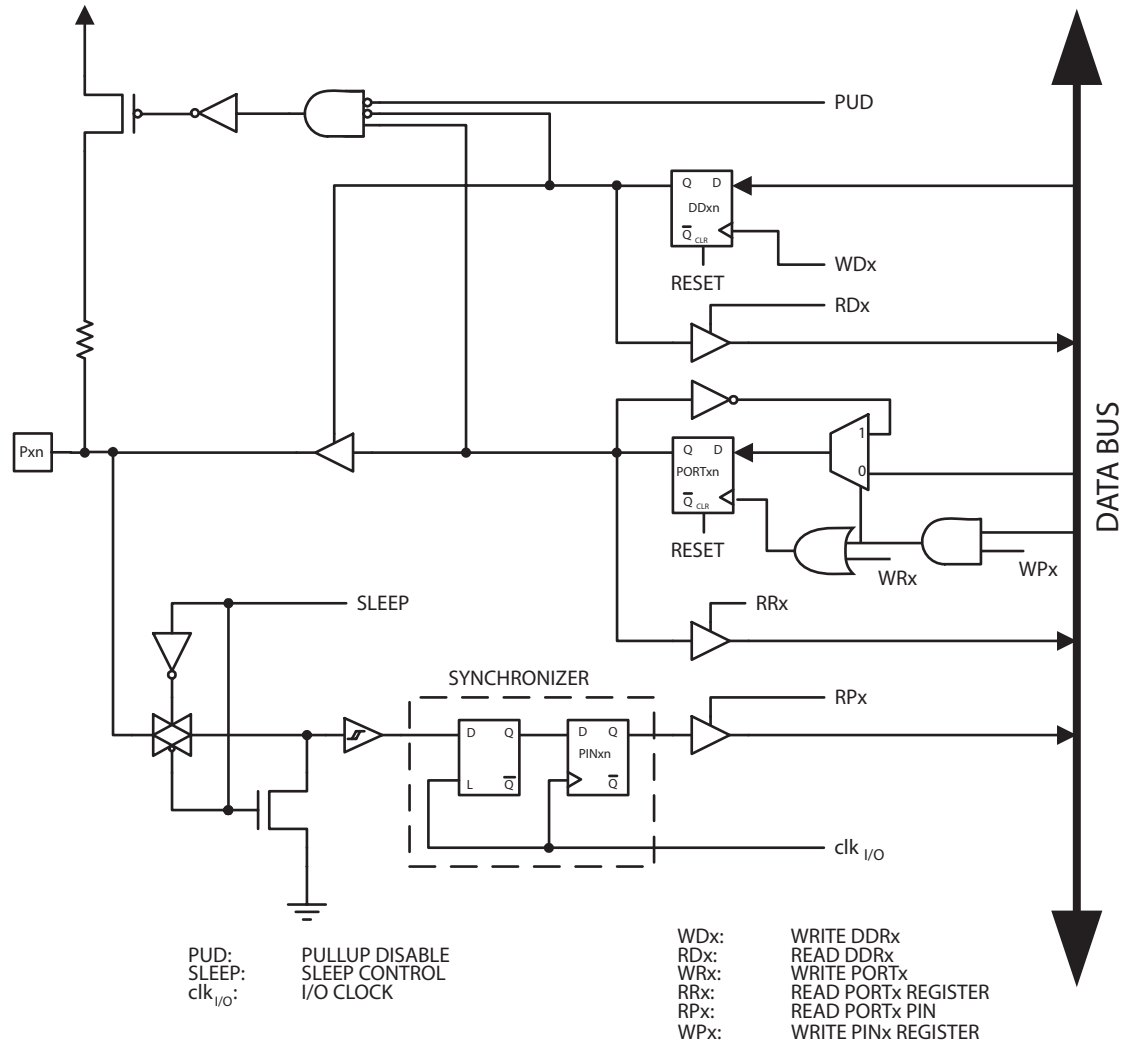 PUD
Q D
DDxn
Q CLR
WDx
RESET
RDx
Pxn
1
Q D
PORTxn
0
Q CLR
RESET
WRx
WPx
DATA BUS
SLEEP
RRx
SYNCHRONIZER
RPx
D Q
D Q
PINxn
L Q
Q
clk I/O
PUD: PULLUP DISABLE
SLEEP: SLEEP CONTROL
clk I/O: I/O CLOCK
WDx: WRITE DDRx
RDx: READ DDRx
WRx: WRITE PORTx
RRx: READ PORTx REGISTER
RPx: READ PORTx PIN
WPx: WRITE PINx REGISTER